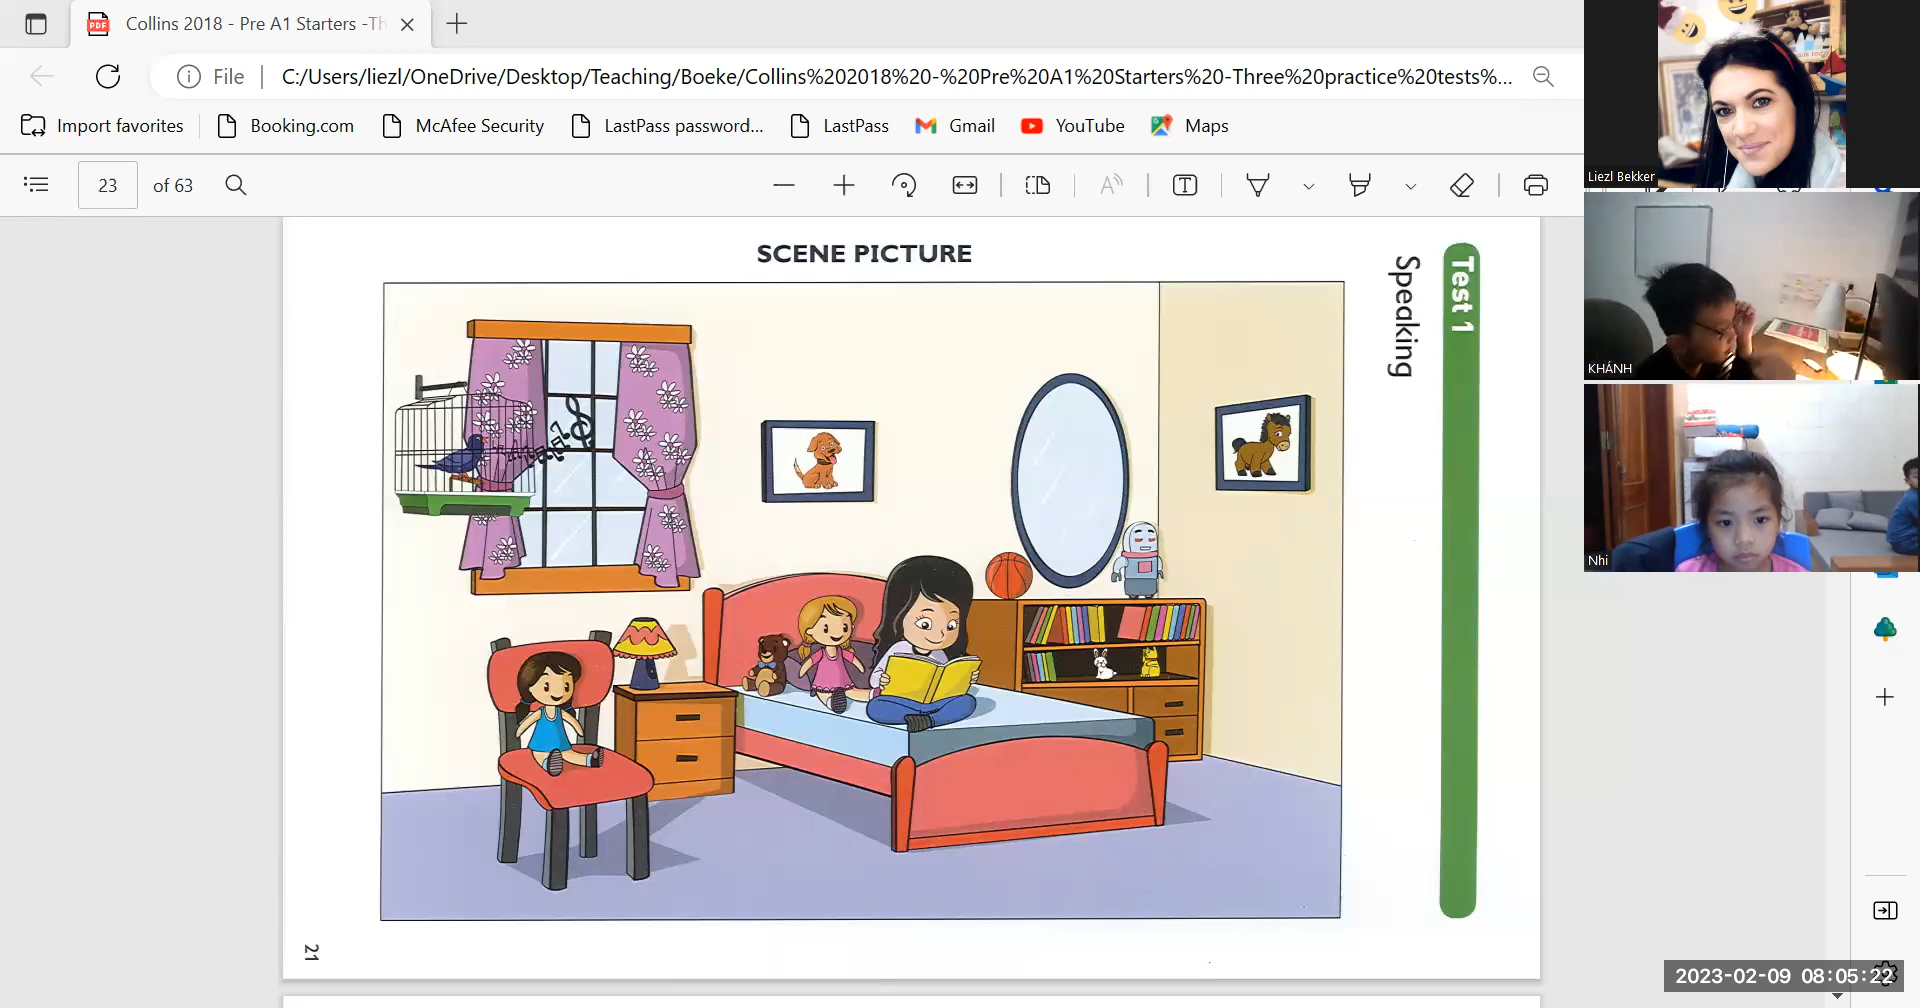 Collins 2018 - Pre A1 Starters -Th
File
C:/Users/liezl/OneDrive/Desktop/Teaching/Boeke/Collins%202018%20-%20Pre%20A1%20Starters%20-Three%20practice%20tests%...
Import favorites
Booking.com
McAfee Security
LastPass password...
LastPass
Gmail
YouTube
Maps
23
of 63
SCENE PICTURE
Test 1
Speaking
21
Liezl Bekker
KHÁNH
Nhi
2023-02-09 08:05:22